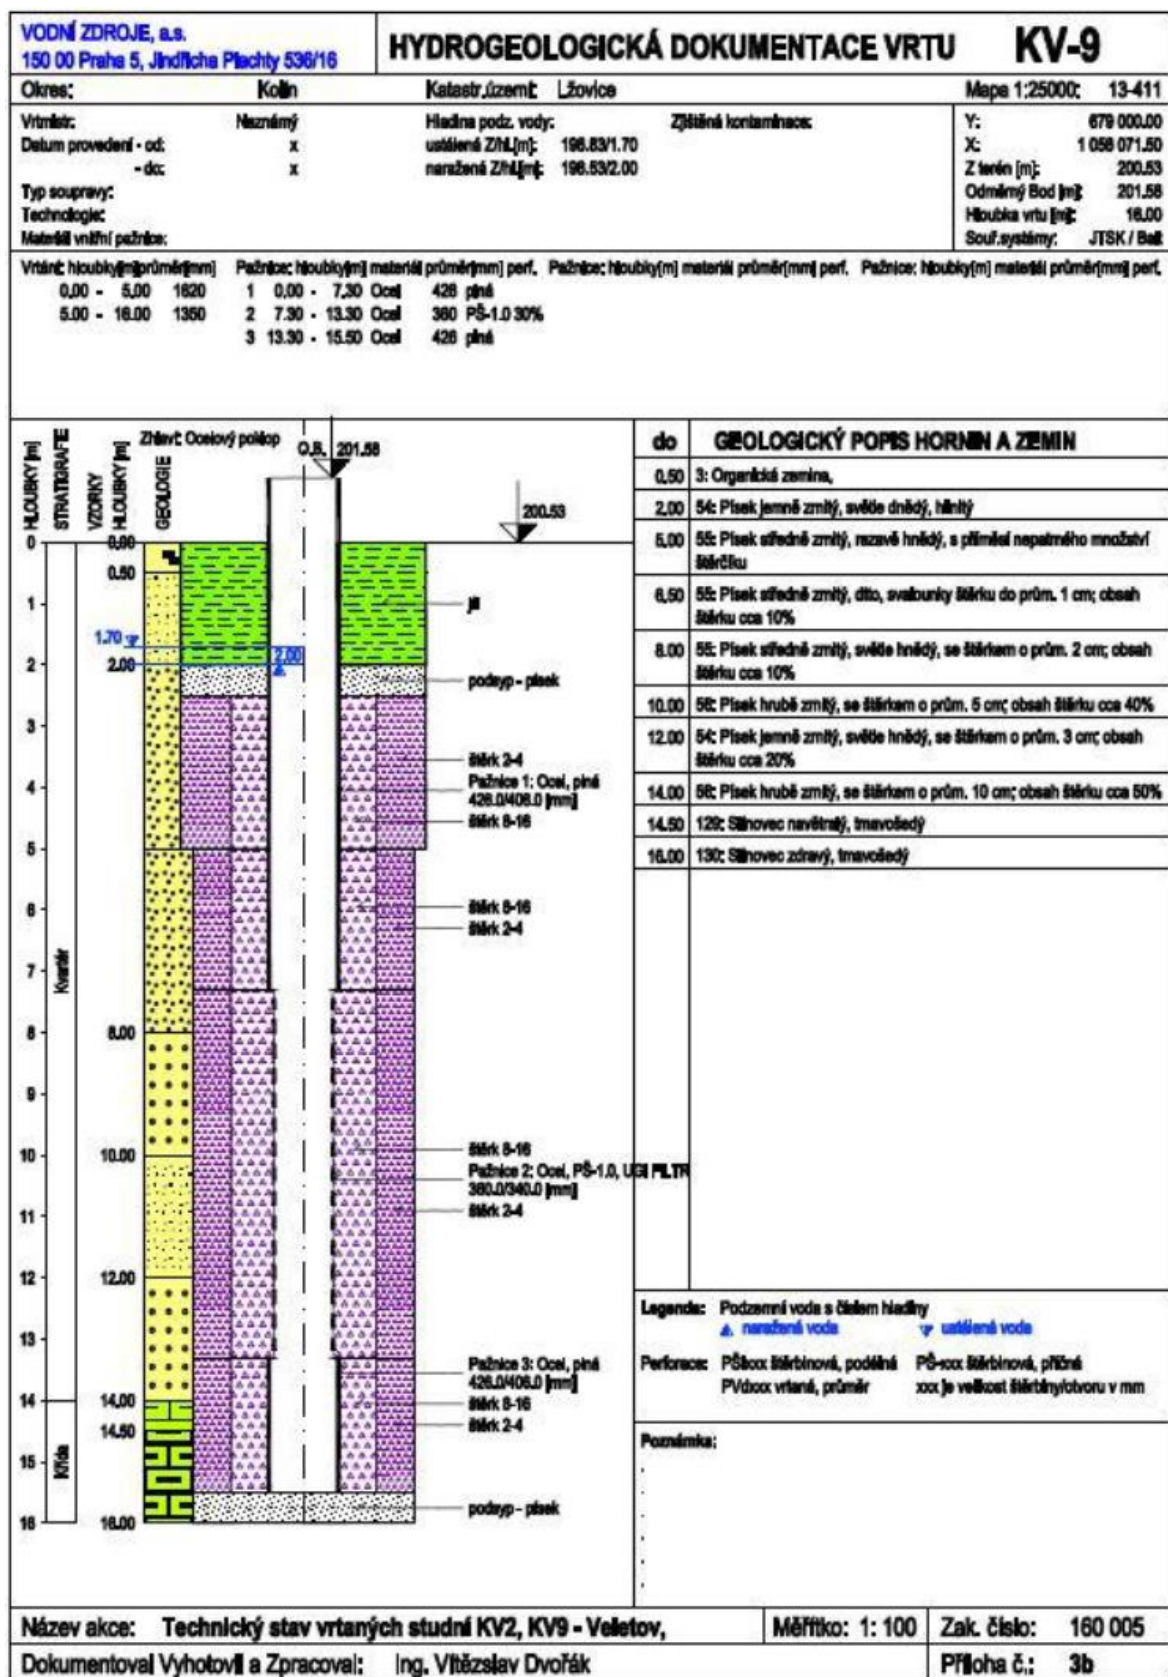 VODNÍ ZDROJE, a.s.
150 00 Praha 5, Jindřicha Plachty 536/16
HYDROGEOLOGICKÁ DOKUMENTACE VRTU KV-9
Okres: Kolín Katastr.území: Lžovice Mapa 1:25000: 13-411
Vrtmistr: Neznámý Hladina podz. vody: Zjištěná kontaminace: Y: 679 000.00
Datum provedení - od: x ustálená Z/hl.[m]: 198.83/1.70 X: 1 058 071.50
- do: x naražená Z/hl.[m]: 198.53/2.00 Z terén [m]: 200.53
Typ soupravy: Odměrný Bod [m]: 201.58
Technologie: Hloubka vrtu [m]: 16.00
Materiál vnitřní pažnice: Souř.systémy: JTSK / Balt
Vrtání: hloubky[m]průměr[mm] Pažnice: hloubky[m] materiál průměr[mm] perf. Pažnice: hloubky[m] materiál průměr[mm] perf. Pažnice: hloubky[m] materiál průměr[mm] perf.
0.00 - 5.00 1620 1 0.00 - 7.30 Ocel 426 plná
5.00 - 16.00 1350 2 7.30 - 13.30 Ocel 360 PŠ-1.0 30%
3 13.30 - 15.50 Ocel 426 plná
HLOUBKY [m]
STRATIGRAFIE
VZORKY
HLOUBKY [m]
GEOLOGIE
Zhlaví: Ocelový poklop
O.B. 201.58
200.53
0 0.00
0.50
1 jíl
1.70
2.00
2 2.00
podsyp - písek
3
štěrk 2-4
4 Pažnice 1: Ocel, plná
426.0/406.0 [mm]
štěrk 8-16
5
6 štěrk 8-16
štěrk 2-4
7
Kvartér
8 8.00
9
10 10.00 štěrk 8-16
Pažnice 2: Ocel, PŠ-1.0, UGI FILTR
360.0/340.0 [mm]
11 štěrk 2-4
12 12.00
13
Pažnice 3: Ocel, plná
426.0/406.0 [mm]
14 14.00 štěrk 8-16
14.50 štěrk 2-4
15
Křída
podsyp - písek
16 16.00
do GEOLOGICKÝ POPIS HORNIN A ZEMIN
0.50 3: Organická zemina,
2.00 54: Písek jemně zrnitý, světle dnědý, hlinitý
5.00 55: Písek středně zrnitý, rezavě hnědý, s příměsí nepatrného množství
štěrčíku
6.50 55: Písek středně zrnitý, dtto, svalounky štěrku do prům. 1 cm; obsah
štěrku cca 10%
8.00 55: Písek středně zrnitý, světle hnědý, se štěrkem o prům. 2 cm; obsah
štěrku cca 10%
10.00 56: Písek hrubě zrnitý, se štěrkem o prům. 5 cm; obsah štěrku cca 40%
12.00 54: Písek jemně zrnitý, světle hnědý, se štěrkem o prům. 3 cm; obsah
štěrku cca 20%
14.00 56: Písek hrubě zrnitý, se štěrkem o prům. 10 cm; obsah štěrku cca 50%
14.50 129: Slínovec navětralý, tmavošedý
16.00 130: Slínovec zdravý, tmavošedý
Legenda: Podzemní voda s číslem hladiny
naražená voda ustálená voda
Perforace: PŠlxxx štěrbinová, podélná PŠ-xxx štěrbinová, příčná
PVdxxx vrtaná, průměr xxx je velikost štěrbiny/otvoru v mm
Poznámka:
Název akce: Technický stav vrtaných studní KV2, KV9 - Veletov, Měřítko: 1: 100 Zak. číslo: 160 005
Dokumentoval Vyhotovil a Zpracoval: Ing. Vítězslav Dvořák Příloha č.: 3b